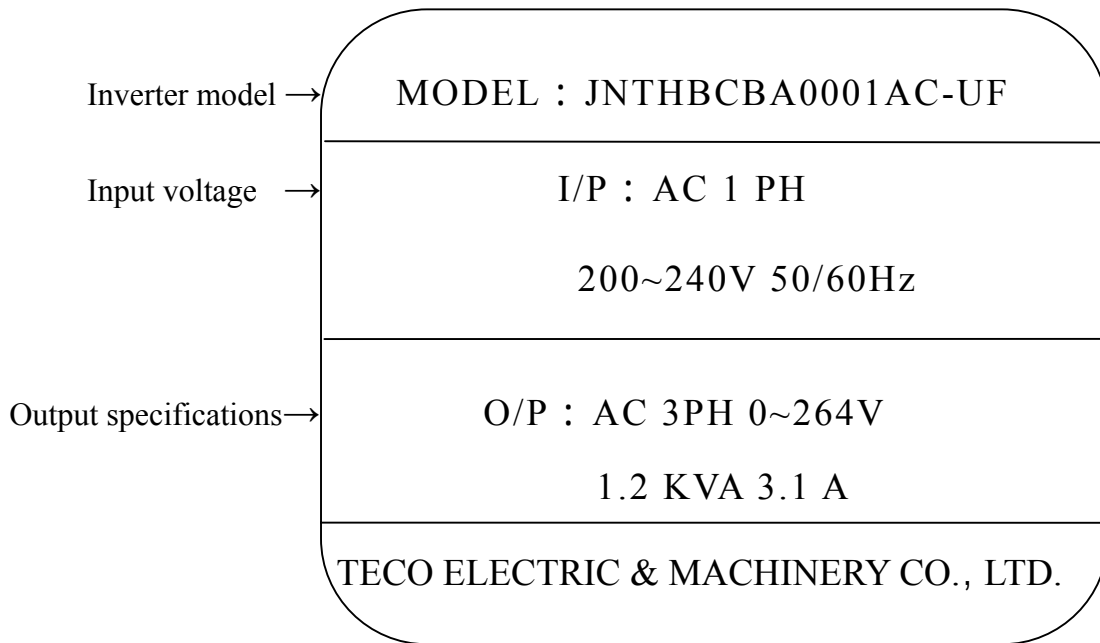 Inverter model → MODEL : JNTHBCBA0001AC-UF
Input voltage → I/P : AC 1 PH
200~240V 50/60Hz
Output specifications→ O/P : AC 3PH 0~264V
1.2 KVA 3.1 A
TECO ELECTRIC & MACHINERY CO., LTD.